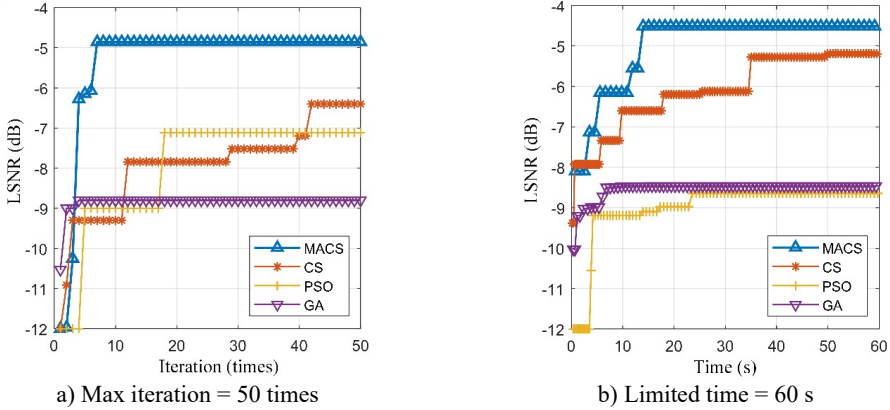 -4
-5
-6
-7
-8
-9
-10
-11
-12
LSNR (dB)
0
10
20
30
40
50
Iteration (times)
MACS
CS
PSO
GA
a) Max iteration = 50 times
-4
-5
-6
-7
-8
-9
-10
-11
-12
LSNR (dB)
0
10
20
30
40
50
60
Time (s)
MACS
CS
PSO
GA
b) Limited time = 60 s